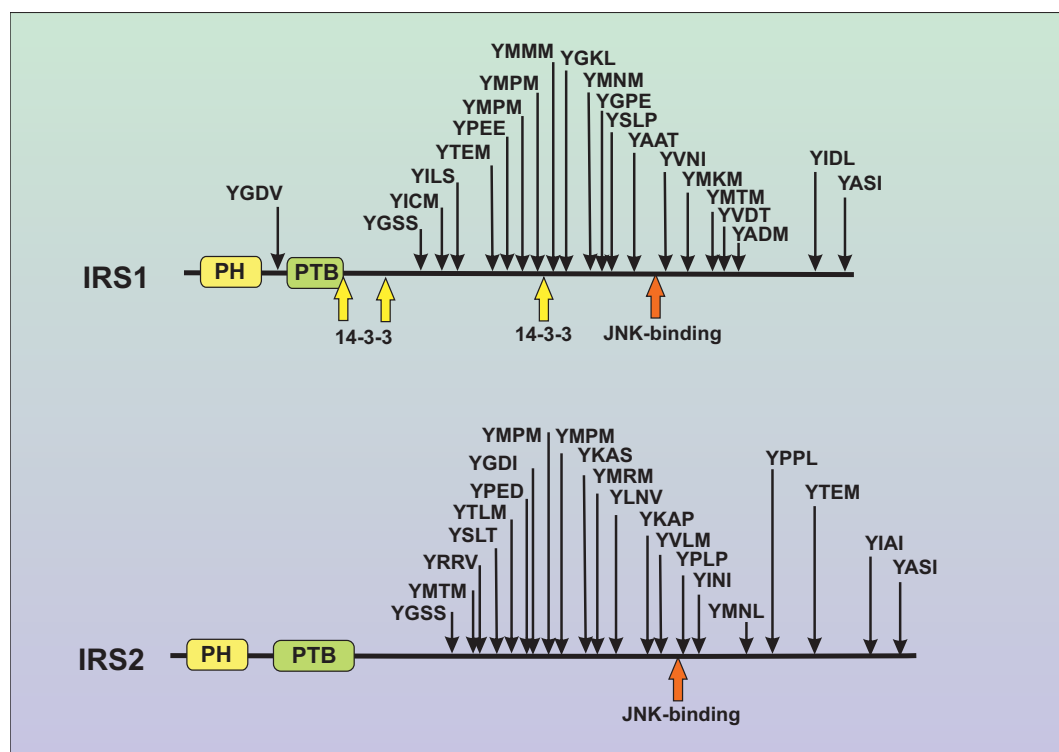 YMMM
YGKL
YMPM
YMNM
YMPM
YGPE
YPEE
YSLP
YTEM
YAAT
YILS
YVNI
YIDL
YGDV
YICM
YMKM
YASI
YGSS
YMTM
YVDT
YADM
PH
PTB
IRS1
14-3-3
14-3-3
JNK-binding
YMPM
YMPM
YGDI
YKAS
YPPL
YPED
YMRM
YTEM
YTLM
YLNV
YSLT
YKAP
YRRV
YVLM
YIAI
YMTM
YPLP
YASI
YGSS
YINI
YMNL
PH
PTB
IRS2
JNK-binding